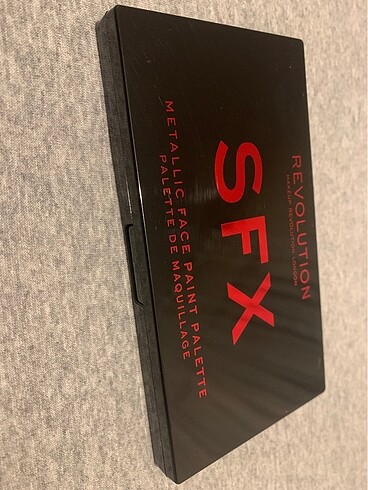 REVOLUTION
MAKEUP REVOLUTION LONDON
SFX
METALLIC FACE PAINT PALETTE
PALETTE DE MAQUILLAGE